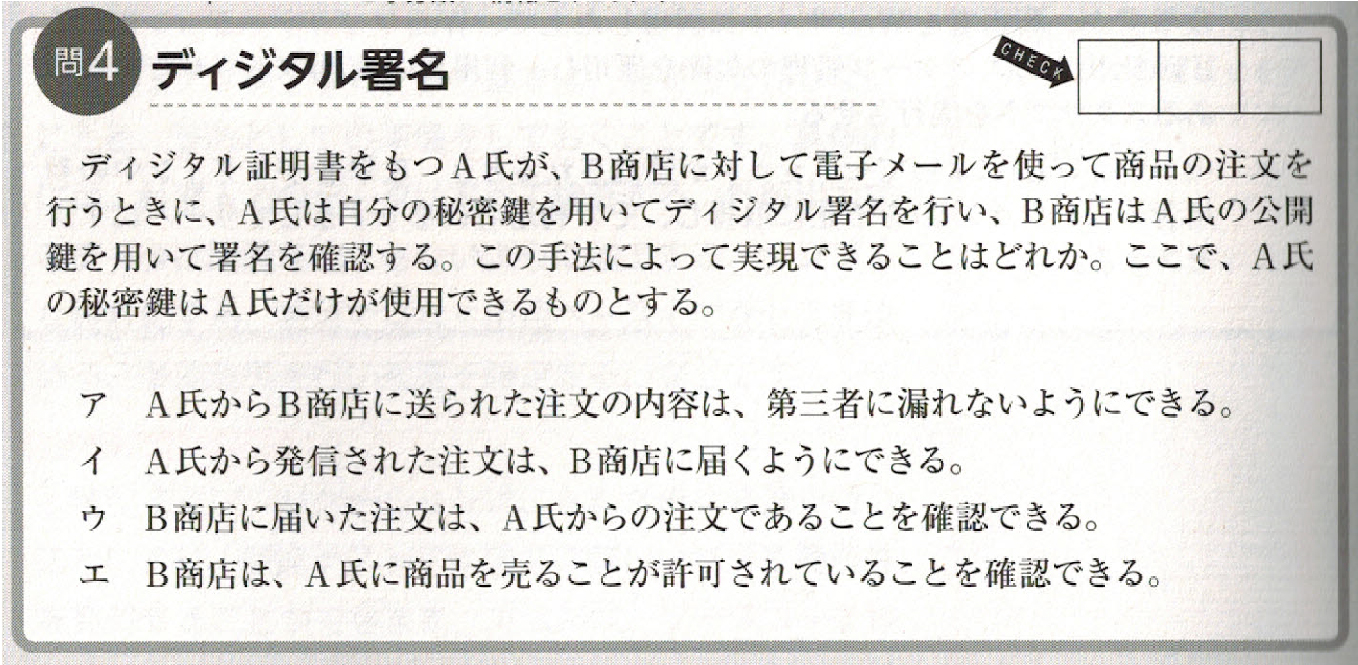 問4 ディジタル署名
CHECK
ディジタル証明書をもつA氏が、B商店に対して電子メールを使って商品の注文を
行うときに、A氏は自分の秘密鍵を用いてディジタル署名を行い、B商店はA氏の公開
鍵を用いて署名を確認する。この手法によって実現できることはどれか。ここで、A氏
の秘密鍵はA氏だけが使用できるものとする。
ア A氏からB商店に送られた注文の内容は、第三者に漏れないようにできる。
イ A氏から発信された注文は、B商店に届くようにできる。
ウ B商店に届いた注文は、A氏からの注文であることを確認できる。
エ B商店は、A氏に商品を売ることが許可されていることを確認できる。